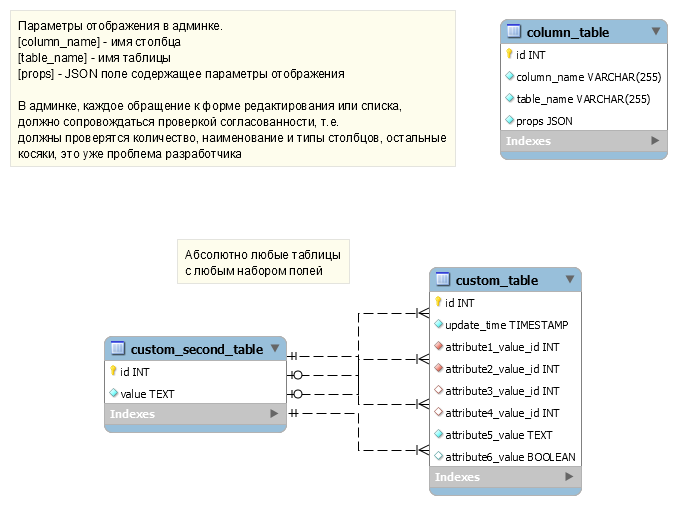 Параметры отображения в админке.
[column_name] - имя столбца
[table_name] - имя таблицы
[props] - JSON поле содержащее параметры отображения
В админке, каждое обращение к форме редактирования или списка,
должно сопровождаться проверкой согласованности, т.е.
должны проверятся количество, наименование и типы столбцов, остальные
косяки, это уже проблема разработчика
column_table
id INT
column_name VARCHAR(255)
table_name VARCHAR(255)
props JSON
Indexes
Абсолютно любые таблицы
с любым набором полей
custom_second_table
id INT
value TEXT
Indexes
custom_table
id INT
update_time TIMESTAMP
attribute1_value_id INT
attribute2_value_id INT
attribute3_value_id INT
attribute4_value_id INT
attribute5_value TEXT
attribute6_value BOOLEAN
Indexes